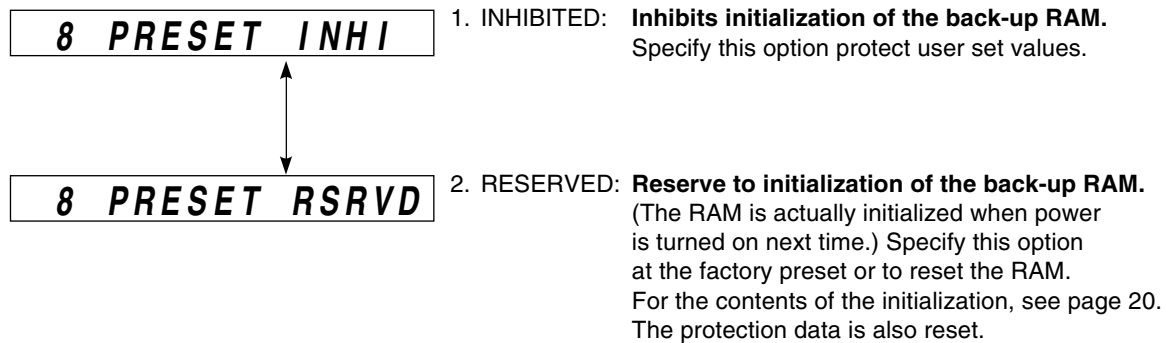 8 PRESET INHI
1. INHIBITED: Inhibits initialization of the back-up RAM.
Specify this option protect user set values.
8 PRESET RSRVD
2. RESERVED: Reserve to initialization of the back-up RAM.
(The RAM is actually initialized when power
is turned on next time.) Specify this option
at the factory preset or to reset the RAM.
For the contents of the initialization, see page 20.
The protection data is also reset.